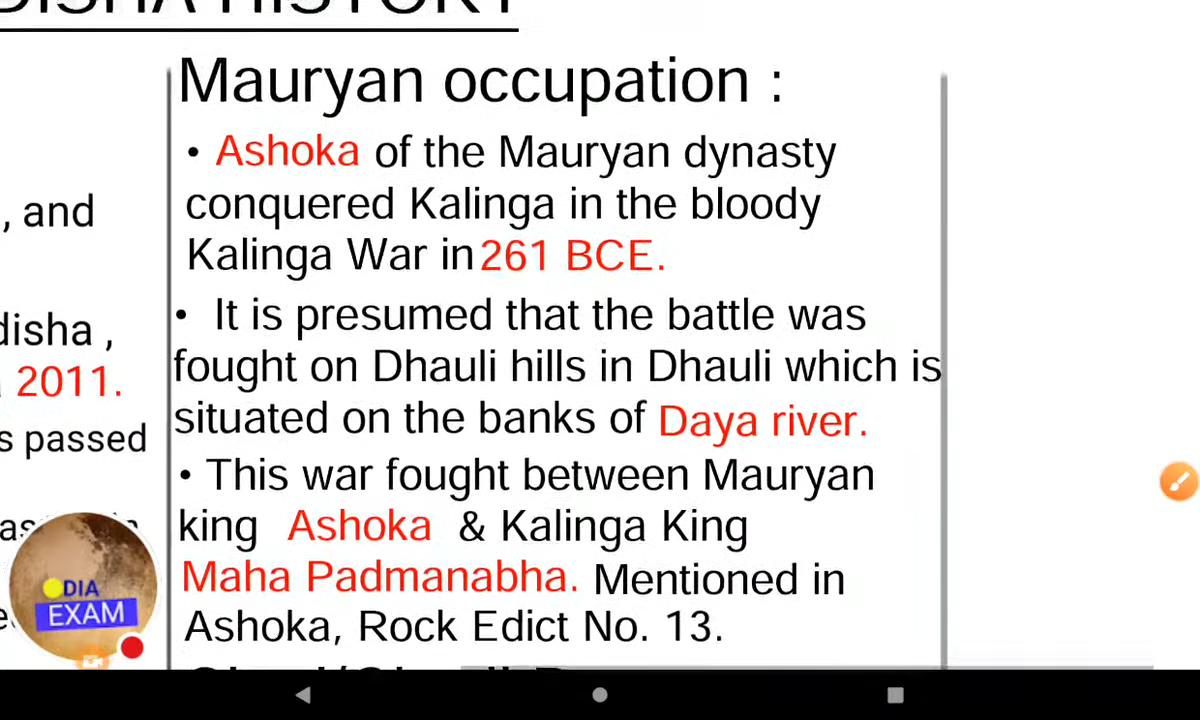 DISHA HISTORY
, and
disha ,
2011.
s passed
Mauryan occupation :
• Ashoka of the Mauryan dynasty
conquered Kalinga in the bloody
Kalinga War in 261 BCE.
• It is presumed that the battle was
fought on Dhauli hills in Dhauli which is
situated on the banks of Daya river.
• This war fought between Mauryan
king Ashoka & Kalinga King
Maha Padmanabha. Mentioned in
Ashoka, Rock Edict No. 13.
DIA
EXAM